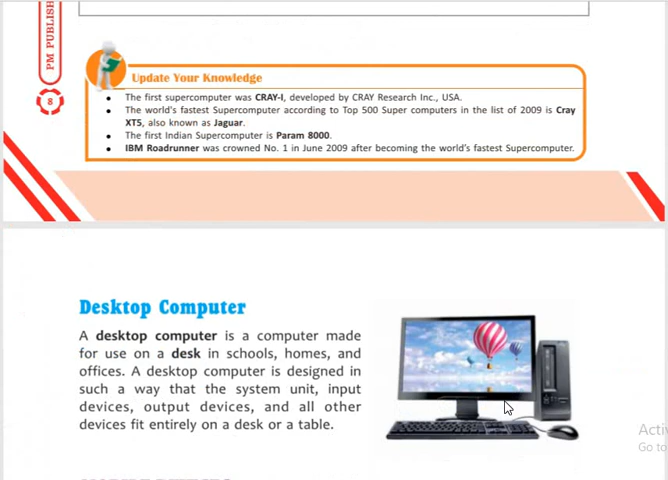 PM PUBLISH
8
Update Your Knowledge
• The first supercomputer was CRAY-I, developed by CRAY Research Inc., USA.
• The world's fastest Supercomputer according to Top 500 Super computers in the list of 2009 is Cray
XT5, also known as Jaguar.
• The first Indian Supercomputer is Param 8000.
• IBM Roadrunner was crowned No. 1 in June 2009 after becoming the world's fastest Supercomputer.
Desktop Computer
A desktop computer is a computer made
for use on a desk in schools, homes, and
offices. A desktop computer is designed in
such a way that the system unit, input
devices, output devices, and all other
devices fit entirely on a desk or a table.
Activ
Go to